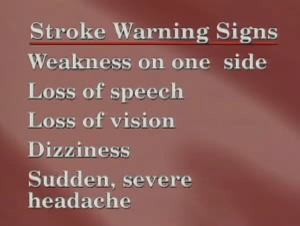 Stroke Warning Signs
Weakness on one side
Loss of speech
Loss of vision
Dizziness
Sudden, severe
headache